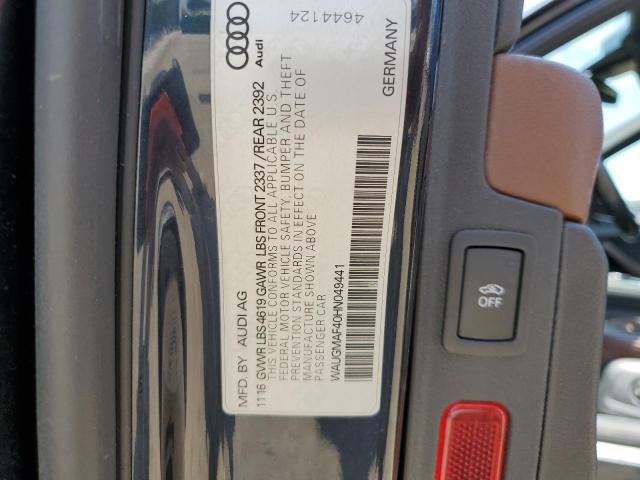 4644124
Audi
GERMANY
MFD. BY AUDI AG
11 16 GVWR LBS 4619 GAWR LBS FRONT 2337/REAR 2392
THIS VEHICLE CONFORMS TO ALL APPLICABLE U.S.
FEDERAL MOTOR VEHICLE SAFETY, BUMPER AND THEFT
PREVENTION STANDARDS IN EFFECT ON THE DATE OF
MANUFACTURE SHOWN ABOVE
PASSENGER CAR
WAUGMAF40HN049441
OFF